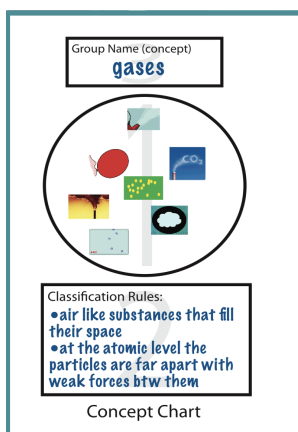 Group Name (concept)
gases
CO2
Classification Rules:
•air like substances that fill
their space
•at the atomic level the
particles are far apart with
weak forces btw them
Concept Chart